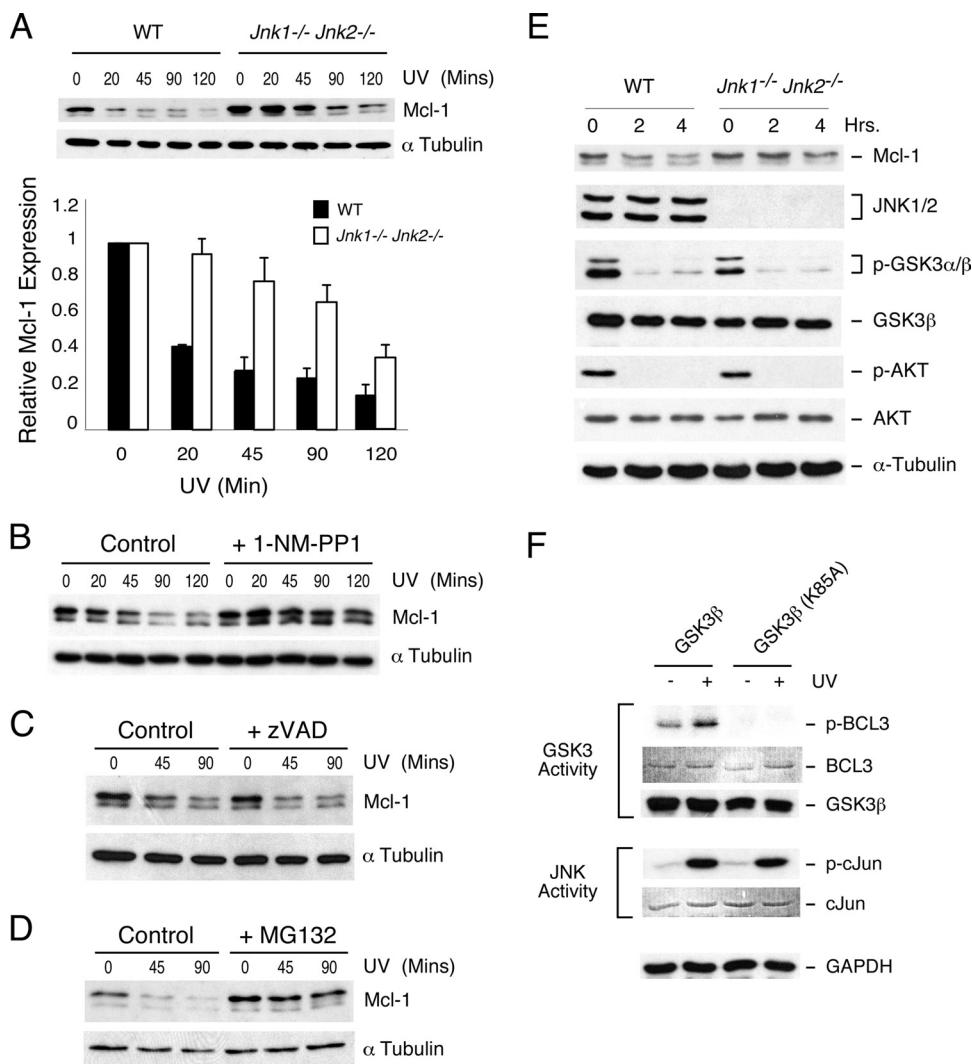 A
WT Jnk1-/- Jnk2-/-
0 20 45 90 120 0 20 45 90 120 UV (Mins)
Mcl-1
α Tubulin
Relative Mcl-1 Expression
1.2
1
0.8
0.6
0.4
0.2
0
WT
Jnk1-/- Jnk2-/-
0 20 45 90 120
UV (Min)
B
Control + 1-NM-PP1
0 20 45 90 120 0 20 45 90 120 UV (Mins)
Mcl-1
α Tubulin
C
Control + zVAD
0 45 90 0 45 90 UV (Mins)
Mcl-1
α Tubulin
D
Control + MG132
0 45 90 0 45 90 UV (Mins)
Mcl-1
α Tubulin
E
WT Jnk1-/- Jnk2-/-
0 2 4 0 2 4 Hrs.
– Mcl-1
JNK1/2
p-GSK3α/β
– GSK3β
– p-AKT
– AKT
– α-Tubulin
F
GSK3β GSK3β (K85A)
- + - + UV
GSK3 Activity
– p-BCL3
– BCL3
– GSK3β
JNK Activity
– p-cJun
– cJun
– GAPDH